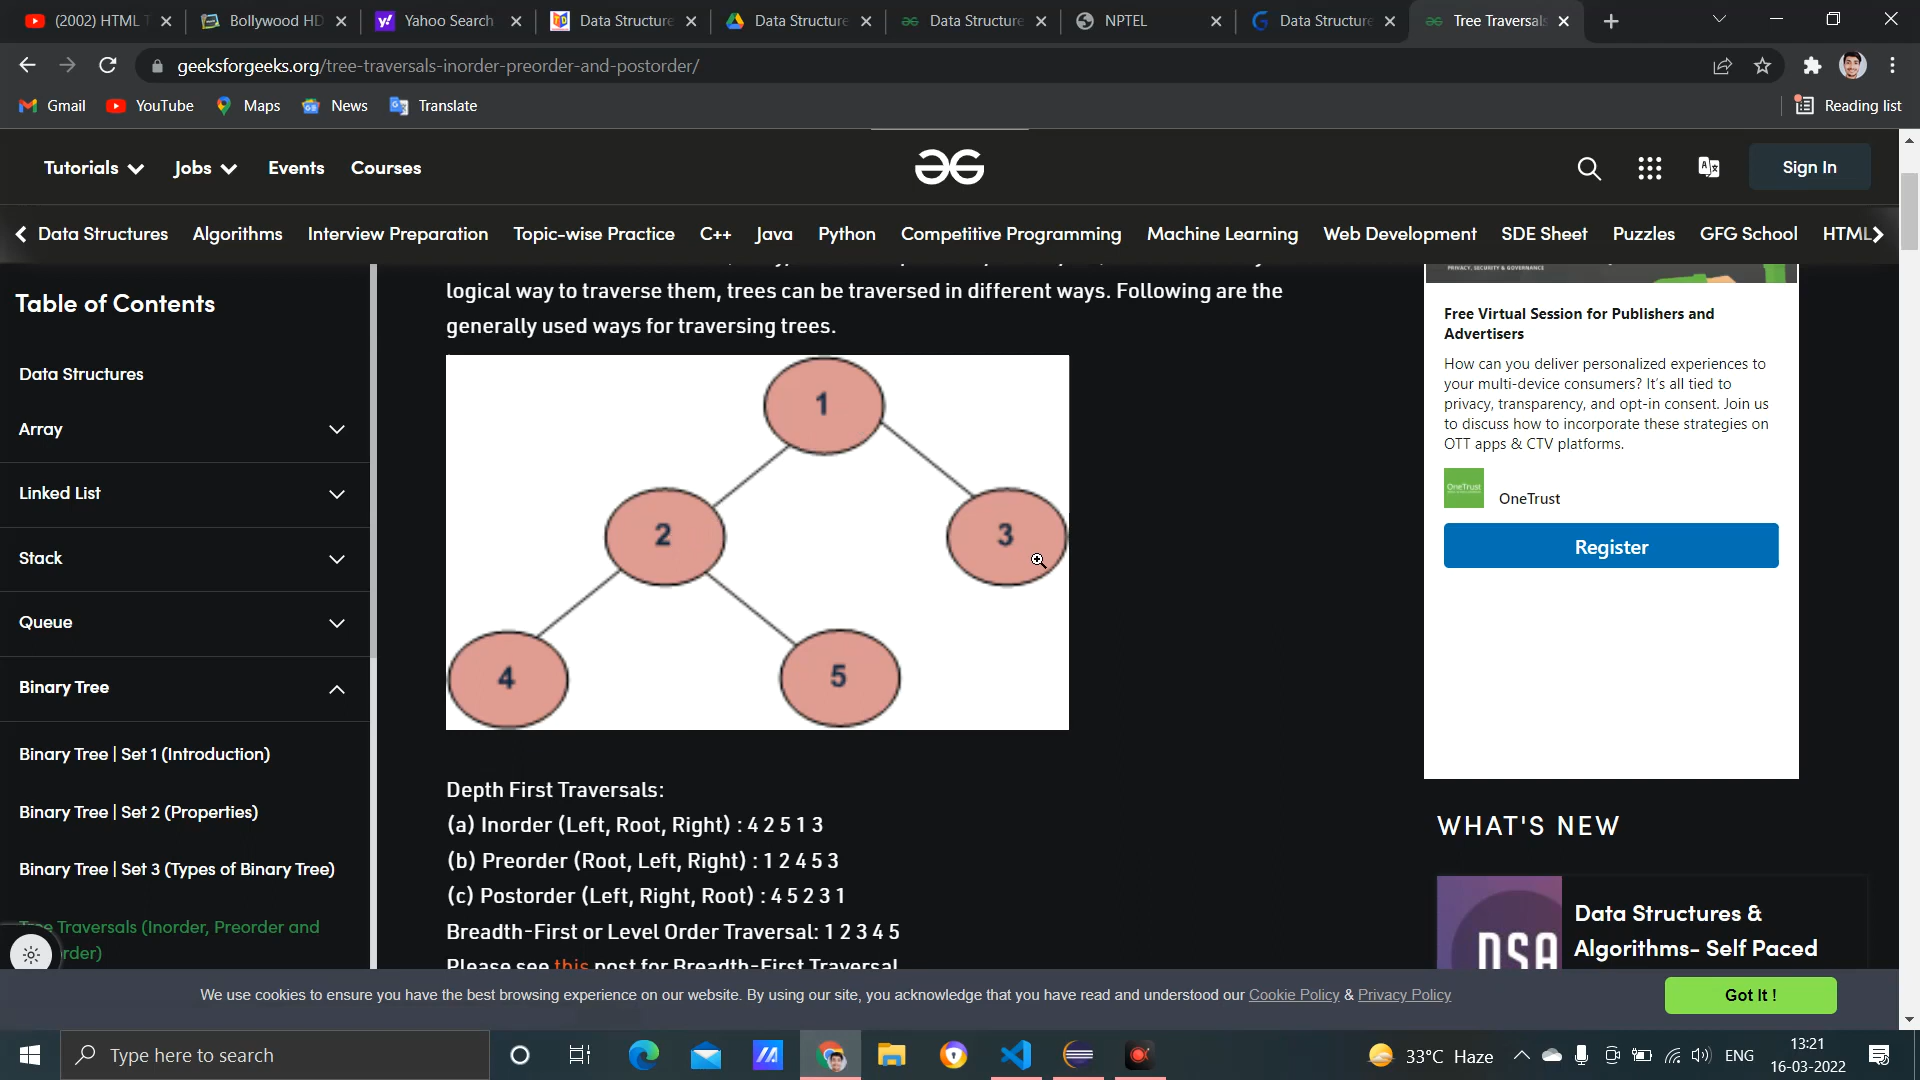 (2002) HTML T
Bollywood HD
Yahoo Search
Data Structure
Data Structure
Data Structure
NPTEL
Data Structure
Tree Traversals
geeksforgeeks.org/tree-traversals-inorder-preorder-and-postorder/
Gmail
YouTube
Maps
News
Translate
Reading list
Tutorials
Jobs
Events
Courses
Sign In
Data Structures
Algorithms
Interview Preparation
Topic-wise Practice
C++
Java
Python
Competitive Programming
Machine Learning
Web Development
SDE Sheet
Puzzles
GFG School
HTML
Table of Contents
Data Structures
Array
Linked List
Stack
Queue
Binary Tree
Binary Tree | Set 1 (Introduction)
Binary Tree | Set 2 (Properties)
Binary Tree | Set 3 (Types of Binary Tree)
Traversals (Inorder, Preorder and
logical way to traverse them, trees can be traversed in different ways. Following are the
generally used ways for traversing trees.
1
2
3
4
5
Depth First Traversals:
(a) Inorder (Left, Root, Right) : 4 2 5 1 3
(b) Preorder (Root, Left, Right) : 1 2 4 5 3
(c) Postorder (Left, Right, Root) : 4 5 2 3 1
Breadth-First or Level Order Traversal: 1 2 3 4 5
Please see this post for Breadth-First Traversal
PRIVACY, SECURITY & GOVERNANCE
Free Virtual Session for Publishers and
Advertisers
How can you deliver personalized experiences to
your multi-device consumers? It's all tied to
privacy, transparency, and opt-in consent. Join us
to discuss how to incorporate these strategies on
OTT apps & CTV platforms.
OneTrust
OneTrust
Register
WHAT'S NEW
DSA
Data Structures &
Algorithms- Self Paced
We use cookies to ensure you have the best browsing experience on our website. By using our site, you acknowledge that you have read and understood our Cookie Policy & Privacy Policy
Got It !
Type here to search
33°C Haze
ENG
13:21
16-03-2022